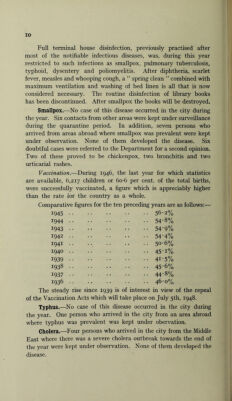 10
Full terminal house disinfection, previously practised after
most of the notifiable infectious diseases, was, during this year
restricted to such infections as smallpox, pulmonary tuberculosis,
typhoid, dysentery and poliomyelitis. After diphtheria, scarlet
fever, measles and whooping cough, a “ spring clean ” combined with
maximum ventilation and washing of bed linen is all that is now
considered necessary. The routine disinfection of library books
has been discontinued. After smallpox the books will be destroyed.
Smallpox.—No case of this disease occurred in the city during
the year. Six contacts from other areas were kept under surveillance
during the quarantine period. In addition, seven persons who
arrived from areas abroad where smallpox was prevalent were kept
under observation. None of them developed the disease. Six
doubtful cases were referred to the Department for a second opinion.
Two of these proved to be chickenpox, two bronchitis and two
urticarial rashes.
Vaccination.—During 1946, the last year for which statistics
are available, 6,217 children or 60·6 per cent. of the total births,
were successfully vaccinated, a figure which is appreciably higher
than the rate for the country as a whole.
Comparative figures for the ten preceding years are as follows:—
1945 .. .. .. .. .. 56·2%
1944 .. .. .. .. .. 54·8%
1943 .. .. .. .. .. 54·0%
1942 .. .. .. .. .. 54·4%
1941 .. .. .. .. .. 50·6%
1940 .. .. .. .. .. 45·1%
1939 .. .. .. .. .. 41·5%
1938 .. .. .. .. .. 45·6%
1937 .. .. .. .. .. 44·8%
1936 .. .. .. .. .. 46·0%
The steady rise since 1939 is of interest in view of the repeal
of the Vaccination Acts which will take place on July 5th, 1948.
Typhus.—No case of this disease occurred in the city during
the year. One person who arrived in the city from an area abroad
where typhus was prevalent was kept under obervation.
Cholera.—Four persons who arrived in the city from the Middle
East where there was a severe cholera outbreak towards the end of
the year were kept under observation. None of them developed the
disease.